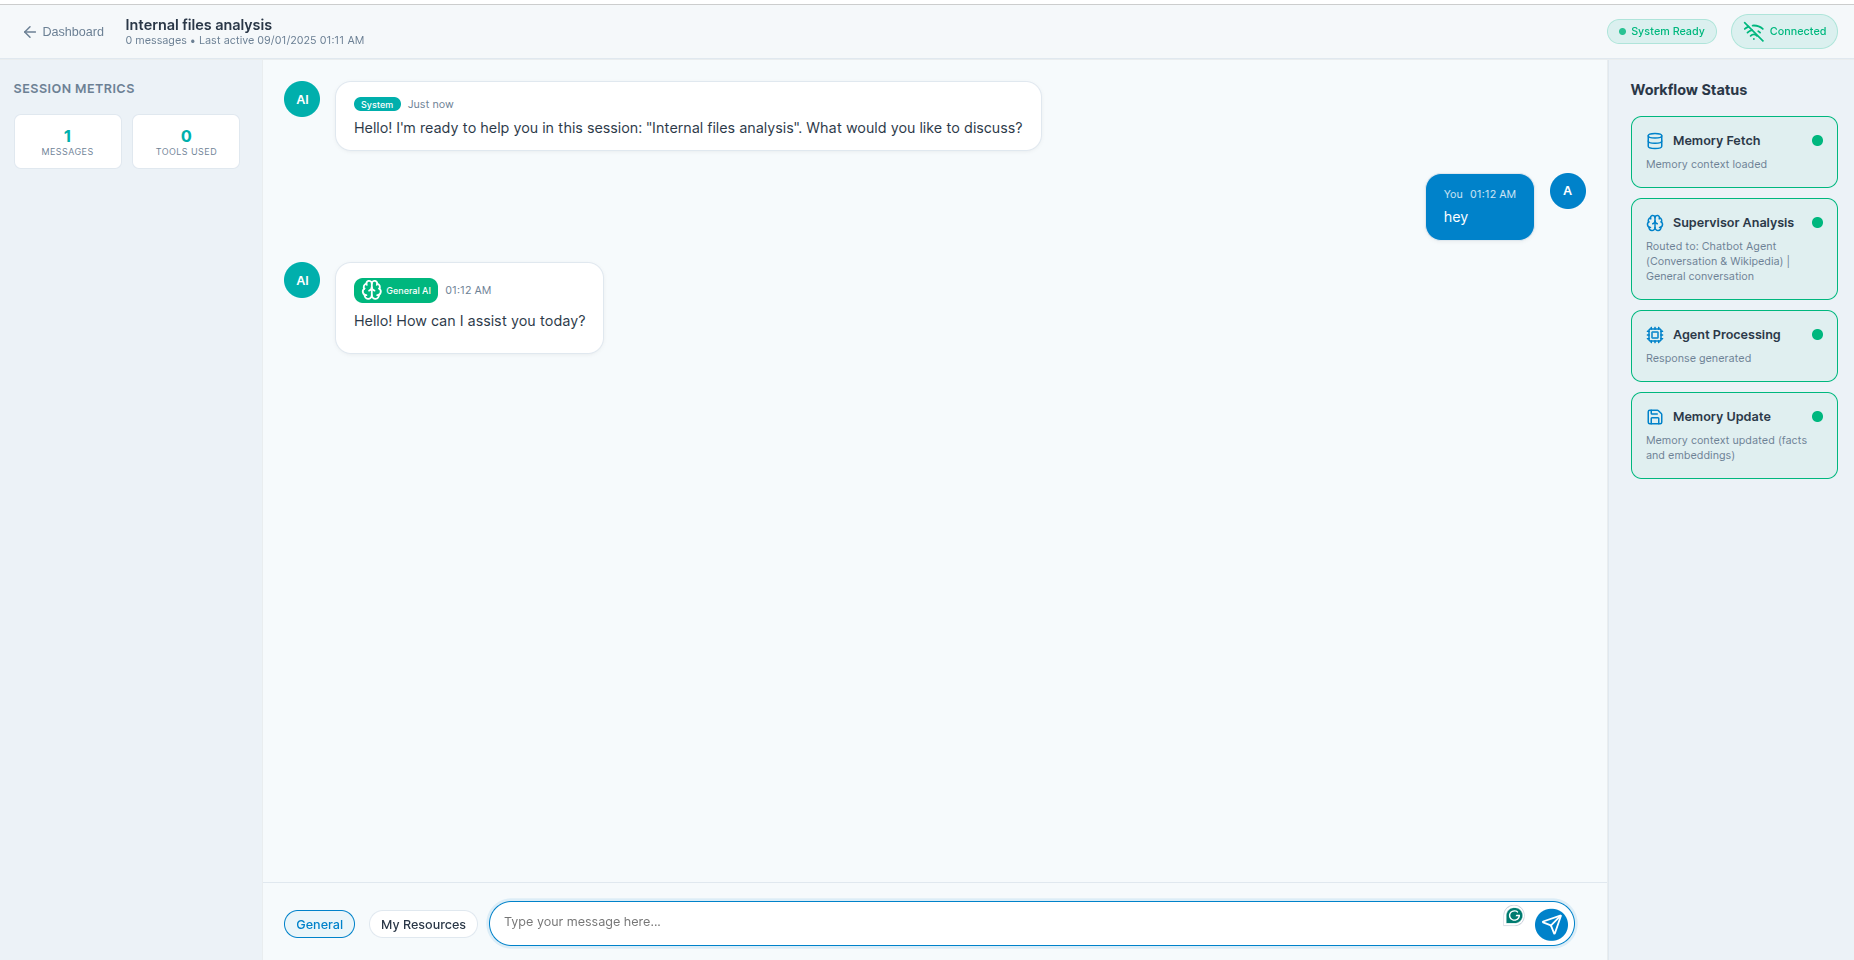 Dashboard
Internal files analysis
0 messages • Last active 09/01/2025 01:11 AM
System Ready
Connected
SESSION METRICS
1
MESSAGES
0
TOOLS USED
AI
System Just now
Hello! I'm ready to help you in this session: "Internal files analysis". What would you like to discuss?
You 01:12 AM
hey
A
AI
General AI 01:12 AM
Hello! How can I assist you today?
General
My Resources
Type your message here...
G
Workflow Status
Memory Fetch
Memory context loaded
Supervisor Analysis
Routed to: Chatbot Agent
(Conversation & Wikipedia) |
General conversation
Agent Processing
Response generated
Memory Update
Memory context updated (facts
and embeddings)